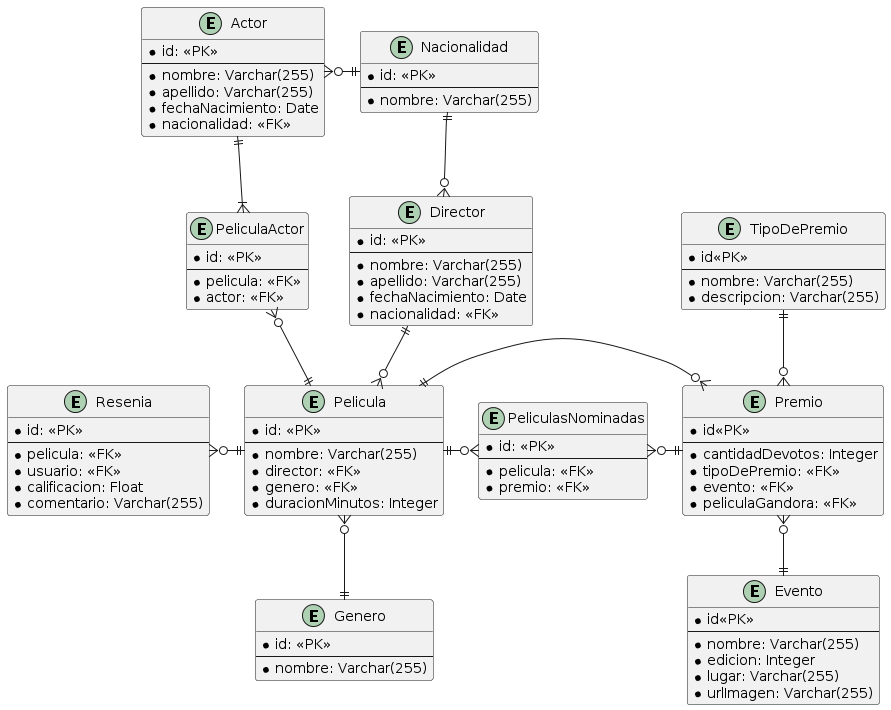 E Actor
id: «PK»
nombre: Varchar(255)
apellido: Varchar(255)
fechaNacimiento: Date
nacionalidad: «FK»
E Nacionalidad
id: «PK»
nombre: Varchar(255)
E PeliculaActor
id: «PK»
pelicula: «FK»
actor: «FK»
E Director
id: «PK»
nombre: Varchar(255)
apellido: Varchar(255)
fechaNacimiento: Date
nacionalidad: «FK»
E TipoDePremio
id«PK»
nombre: Varchar(255)
descripcion: Varchar(255)
E Resenia
id: «PK»
pelicula: «FK»
usuario: «FK»
calificacion: Float
comentario: Varchar(255)
E Pelicula
id: «PK»
nombre: Varchar(255)
director: «FK»
genero: «FK»
duracionMinutos: Integer
E PeliculasNominadas
id: «PK»
pelicula: «FK»
premio: «FK»
E Premio
id«PK»
cantidadDevotos: Integer
tipoDePremio: «FK»
evento: «FK»
peliculaGandora: «FK»
E Genero
id: «PK»
nombre: Varchar(255)
E Evento
id«PK»
nombre: Varchar(255)
edicion: Integer
lugar: Varchar(255)
urlImagen: Varchar(255)